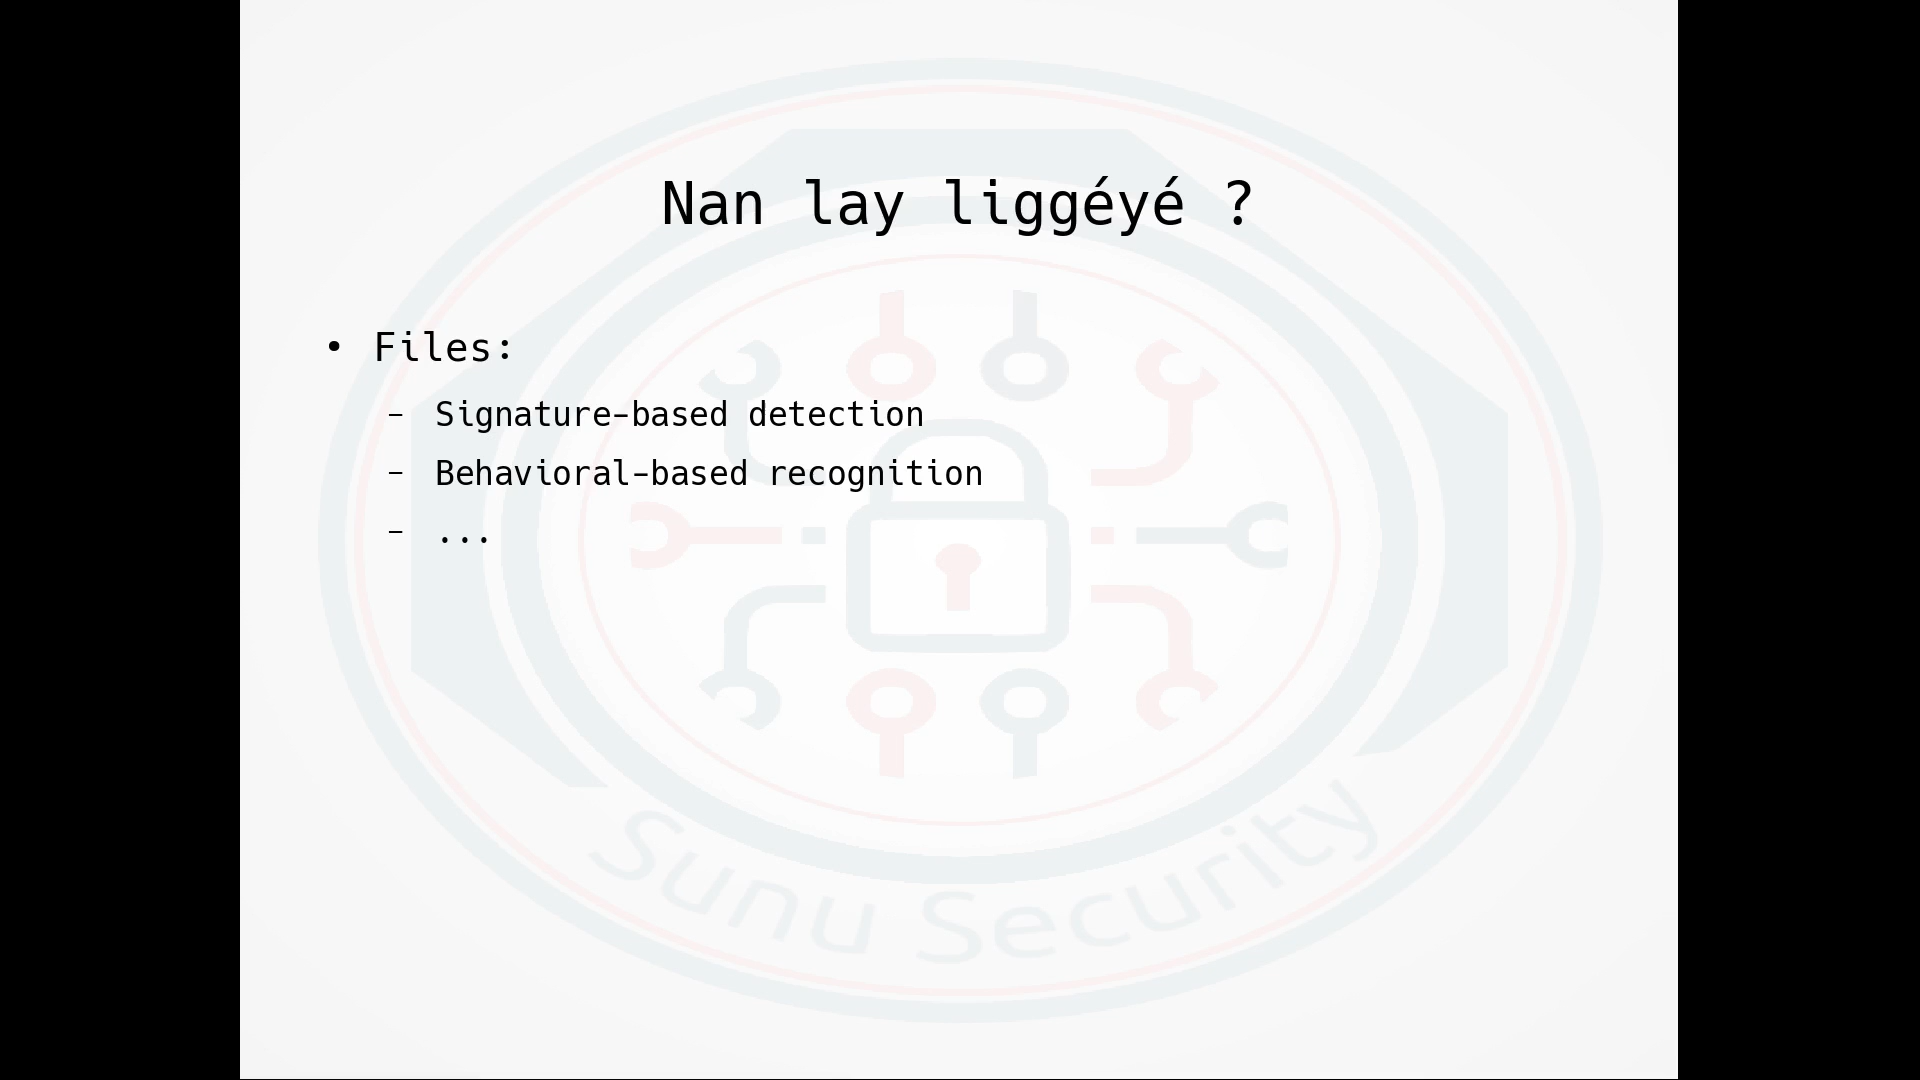 Nan lay liggéyé ?
• Files:
– Signature-based detection
– Behavioral-based recognition
– ...
Sunu Security